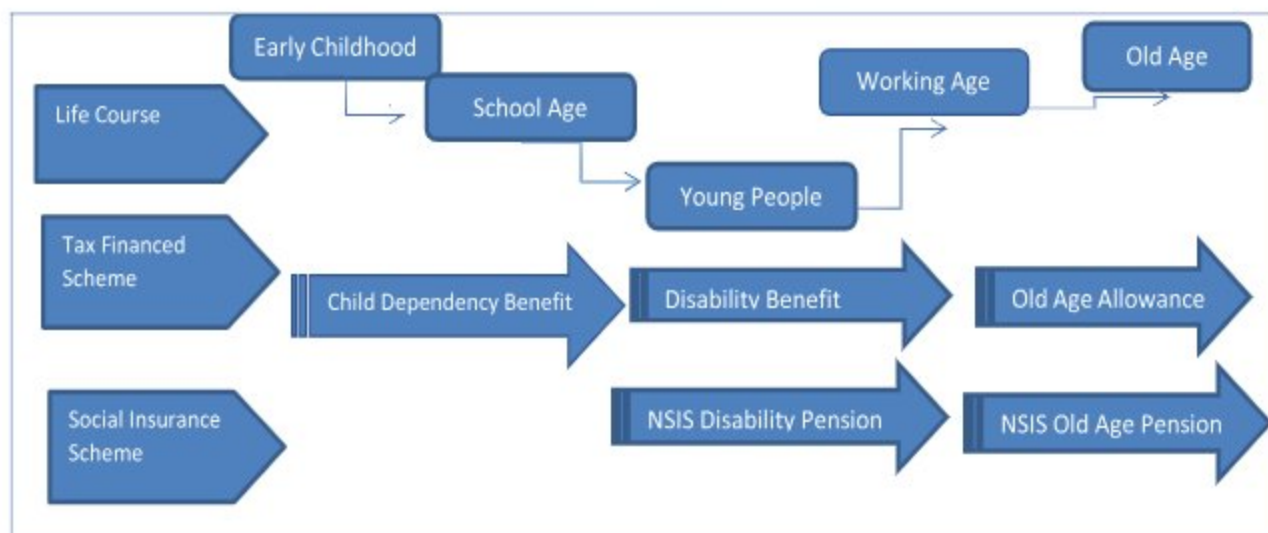 Early Childhood
Old Age
Working Age
Life Course
School Age
Young People
Tax Financed
Scheme
Child Dependency Benefit
Disability Benefit
Old Age Allowance
Social Insurance
Scheme
NSIS Disability Pension
NSIS Old Age Pension